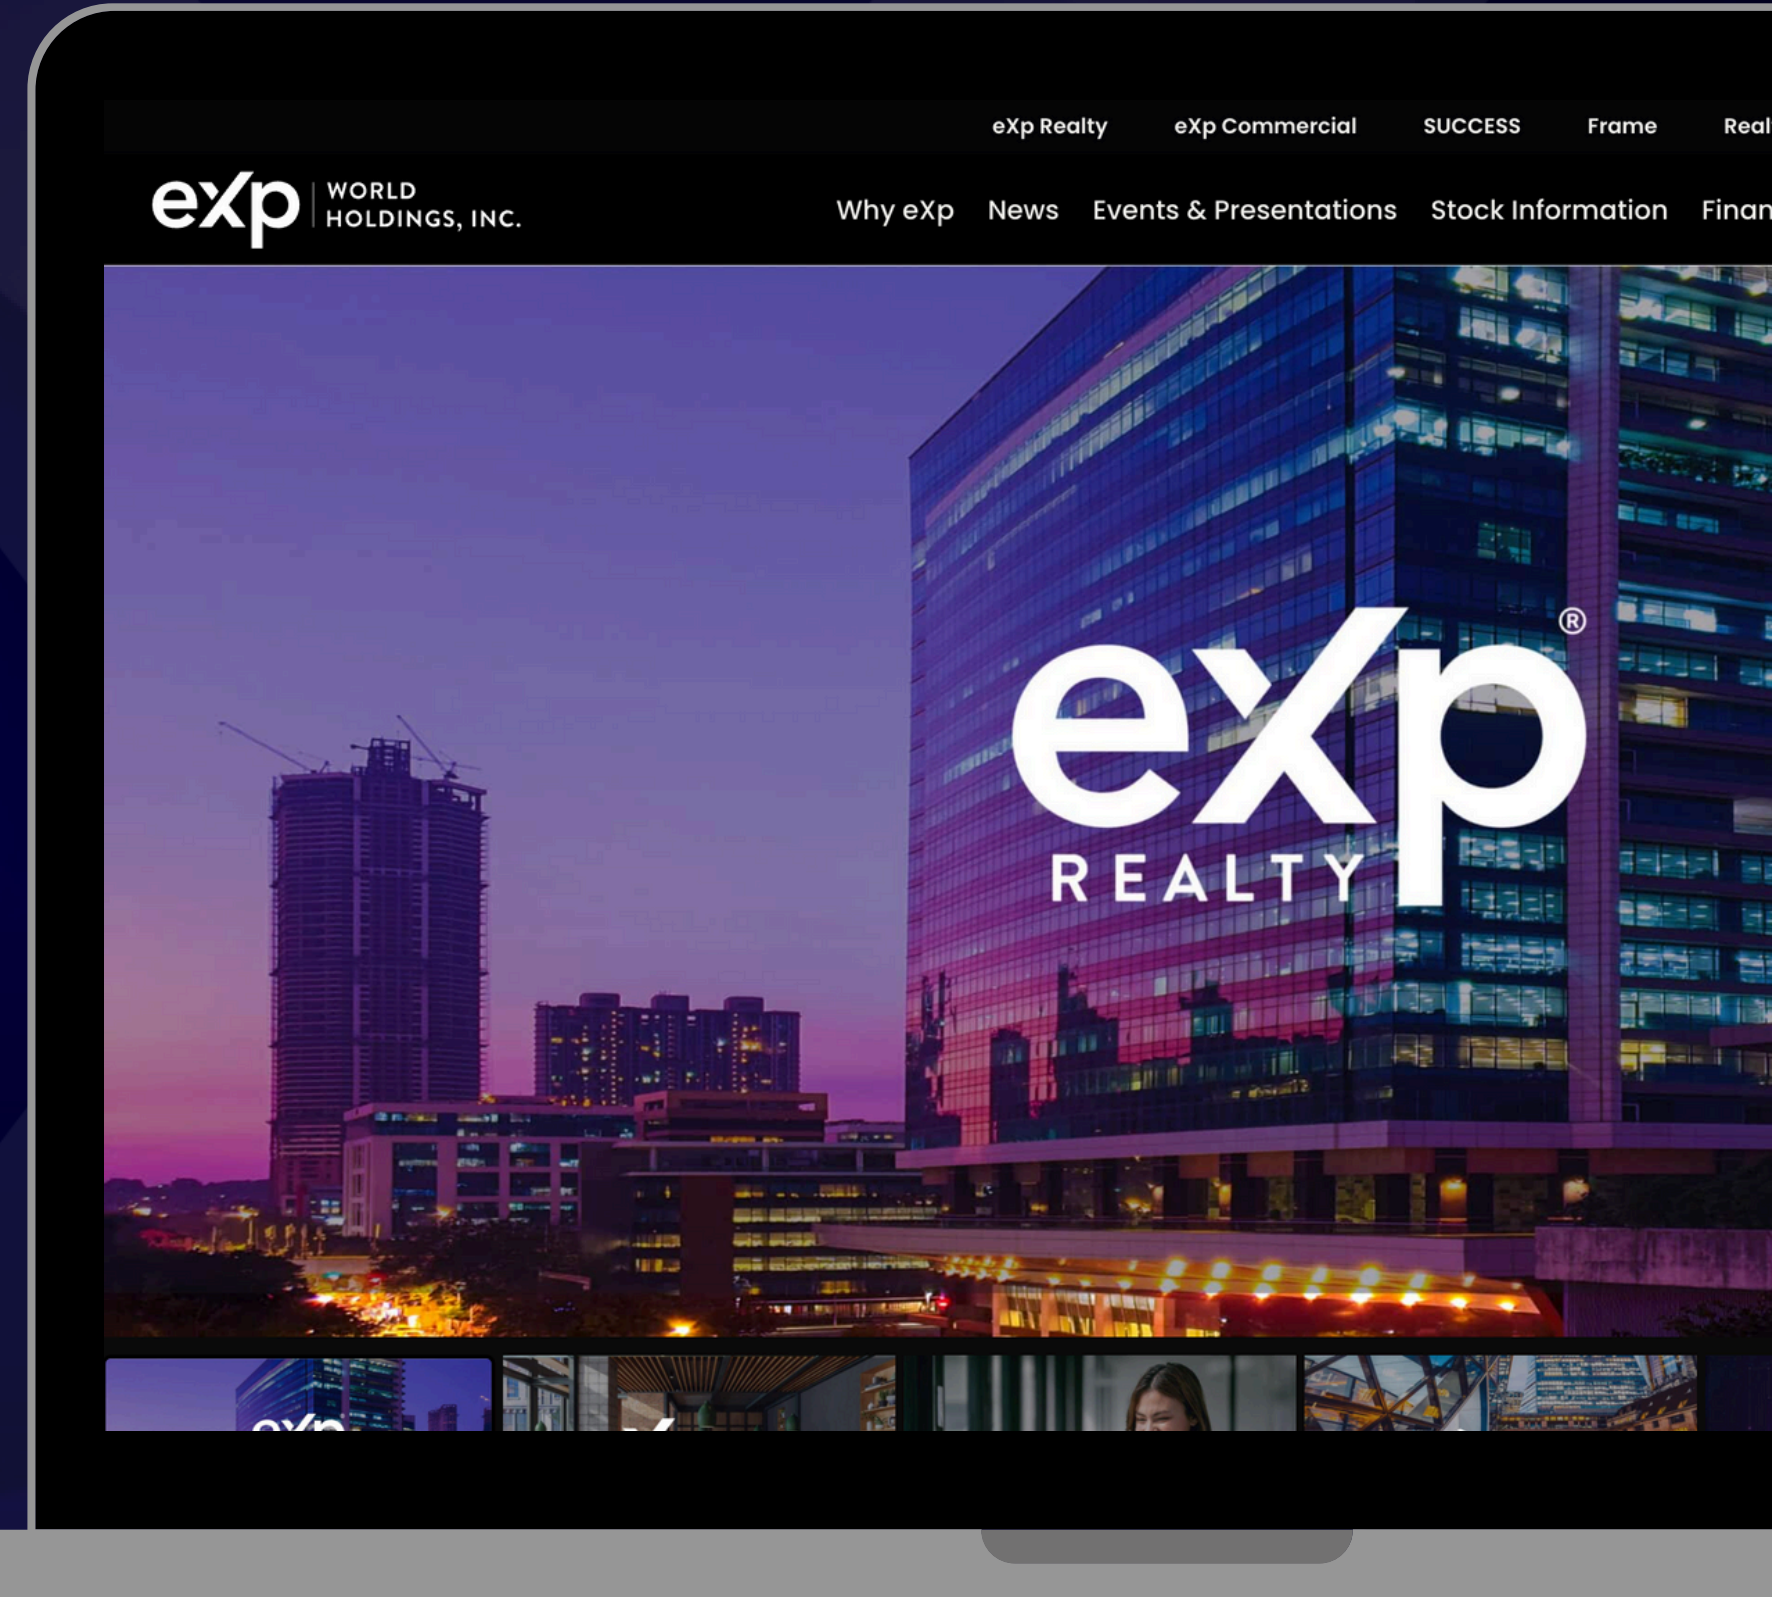 eXp Realty eXp Commercial SUCCESS Frame
eXp WORLD
HOLDINGS, INC.
Why eXp News Events & Presentations Stock Information
eXp®
REALTY